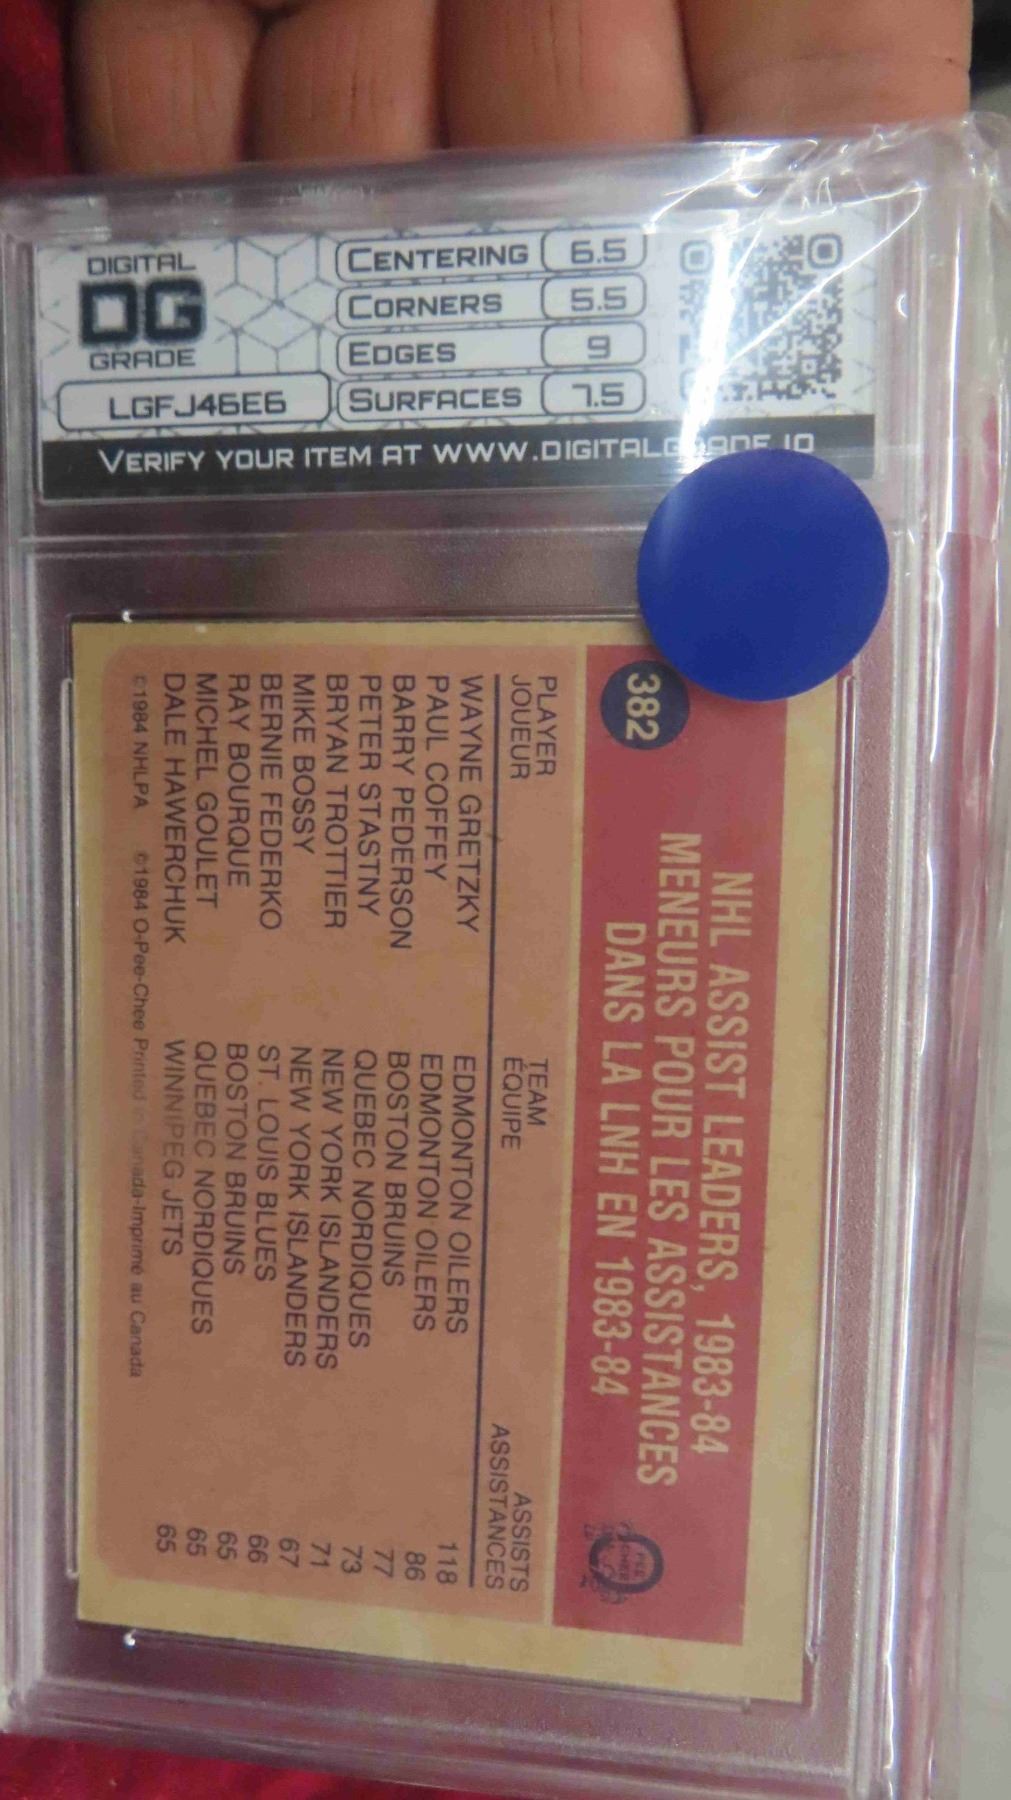 DIGITAL
DG
GRADE
LGFJ46E6
CENTERING 6.5
CORNERS 5.5
EDGES 9
SURFACES 7.5
VERIFY YOUR ITEM AT WWW.DIGITALGRADE.IO
382
NHL ASSIST LEADERS, 1983-84
MENEURS POUR LES ASSISTANCES
DANS LA LNH EN 1983-84
PLAYER TEAM ASSISTS
JOUEUR ÉQUIPE ASSISTANCES
WAYNE GRETZKY EDMONTON OILERS 118
PAUL COFFEY EDMONTON OILERS 86
BARRY PEDERSON BOSTON BRUINS 77
PETER STASTNY QUEBEC NORDIQUES 73
BRYAN TROTTIER NEW YORK ISLANDERS 71
MIKE BOSSY NEW YORK ISLANDERS 67
BERNIE FEDERKO ST. LOUIS BLUES 66
RAY BOURQUE BOSTON BRUINS 65
MICHEL GOULET QUEBEC NORDIQUES 65
DALE HAWERCHUK WINNIPEG JETS 65
©1984 NHLPA ©1984 O-Pee-Chee Printed in Canada-Imprimé au Canada